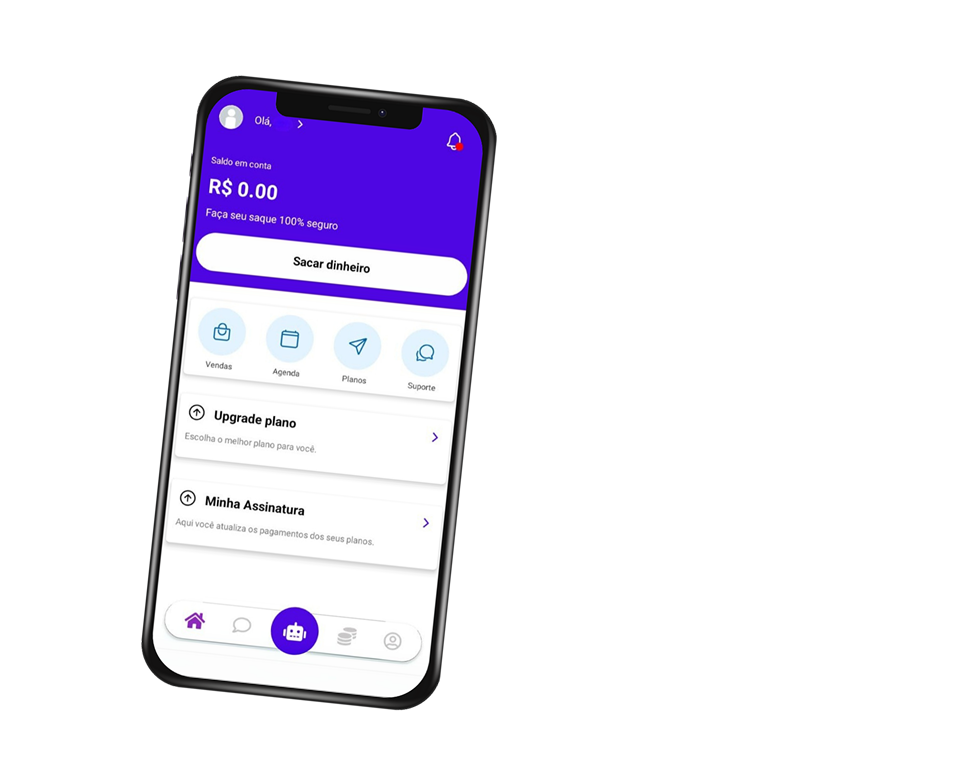 Olá,
Saldo em conta
R$ 0.00
Faça seu saque 100% seguro
Sacar dinheiro
Vendas
Agenda
Planos
Suporte
Upgrade plano
Escolha o melhor plano para você.
Minha Assinatura
Aqui você atualiza os pagamentos dos seus planos.